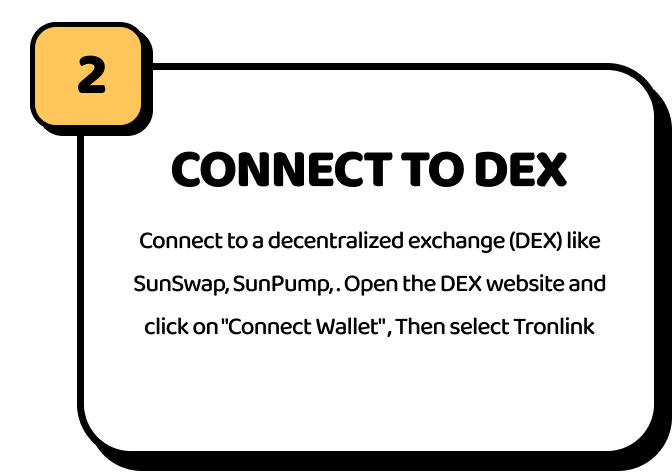 2
CONNECT TO DEX
Connect to a decentralized exchange (DEX) like
SunSwap, SunPump, . Open the DEX website and
click on "Connect Wallet" , Then select Tronlink